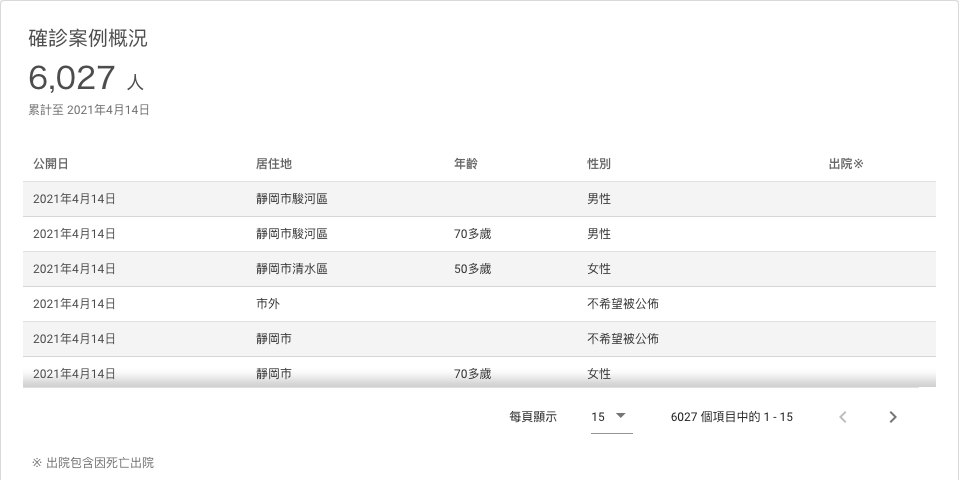 確診案例概況
6,027 人
累計至 2021年4月14日
公開日 居住地 年齡 性別 出院※
2021年4月14日 靜岡市駿河區 男性
2021年4月14日 靜岡市駿河區 70多歲 男性
2021年4月14日 靜岡市清水區 50多歲 女性
2021年4月14日 市外 不希望被公佈
2021年4月14日 靜岡市 不希望被公佈
2021年4月14日 靜岡市 70多歲 女性
每頁顯示 15 6027 個項目中的 1 - 15
※ 出院包含因死亡出院